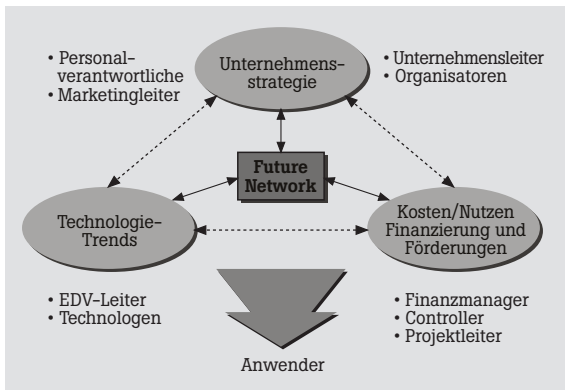 • Personal-
verantwortliche
• Marketingleiter
Unternehmens-
strategie
• Unternehmensleiter
• Organisatoren
Future
Network
Technologie-
Trends
Kosten/Nutzen
Finanzierung und
Förderungen
• EDV-Leiter
• Technologen
• Finanzmanager
• Controller
• Projektleiter
Anwender